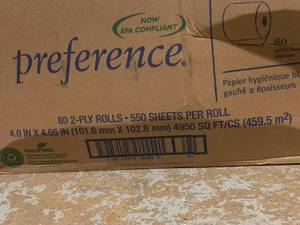 NOW
EPA COMPLIANT
preference®
80
Papier hygiénique
gaufré à 2 épaisseurs
80 2-PLY ROLLS • 550 SHEETS PER ROLL
4.0 IN X 4.05 IN (101.6 mm X 102.8 mm) 4950 SQ FT/CS (459.5 m²)